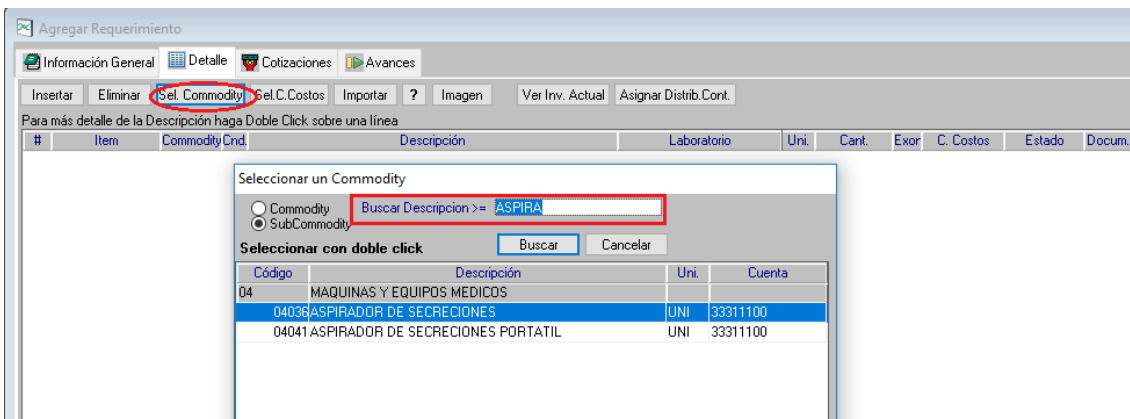 Agregar Requerimiento
Información General Detalle Cotizaciones Avances
Insertar Eliminar Sel. Commodity Sel.C.Costos Importar ? Imagen Ver Inv. Actual Asignar Distrib.Cont.
Para más detalle de la Descripción haga Doble Click sobre una línea
# Item Commodity Cnd. Descripción Laboratorio Uni. Cant. Exor C. Costos Estado Docum.
Seleccionar un Commodity
Commodity Buscar Descripcion >= ASPIRA
SubCommodity
Seleccionar con doble click Buscar Cancelar
Código Descripción Uni. Cuenta
04 MAQUINAS Y EQUIPOS MEDICOS
04036 ASPIRADOR DE SECRECIONES UNI 33311100
04041 ASPIRADOR DE SECRECIONES PORTATIL UNI 33311100